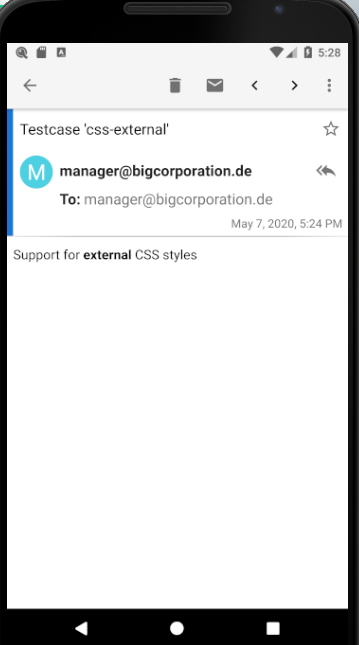 5:28
Testcase 'css-external'
M
manager@bigcorporation.de
To: manager@bigcorporation.de
May 7, 2020, 5:24 PM
Support for external CSS styles